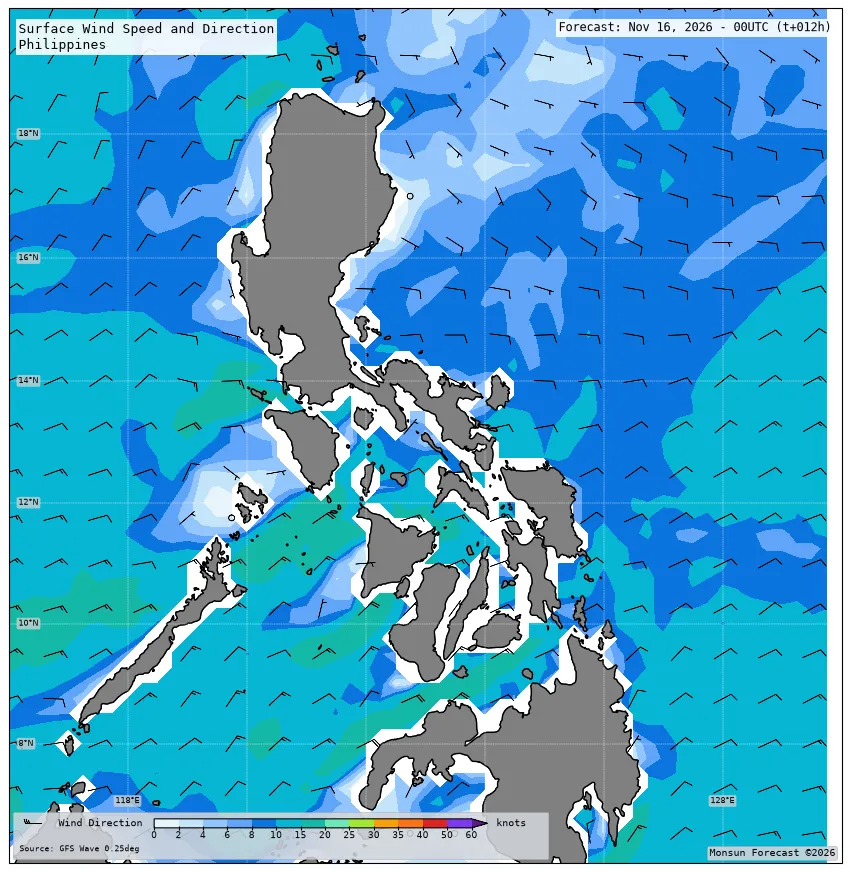 Surface Wind Speed and Direction
Philippines
Forecast: Nov 16, 2026 - 00UTC (t+012h)
18°N
16°N
14°N
12°N
10°N
8°N
118°E
128°E
Wind Direction
knots
0 2 4 6 8 10 15 20 25 30 35 40 50 60
Source: GFS Wave 0.25deg
Monsun Forecast ©2026